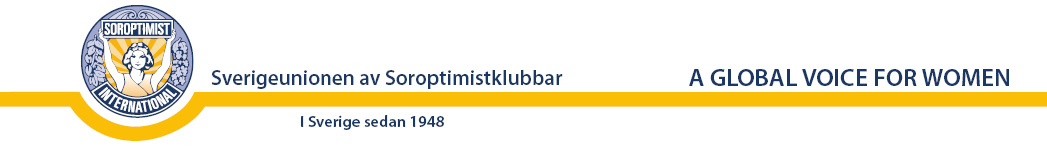 SOROPTIMIST
INTERNATIONAL
Sverigeunionen av Soroptimistklubbar
A GLOBAL VOICE FOR WOMEN
I Sverige sedan 1948